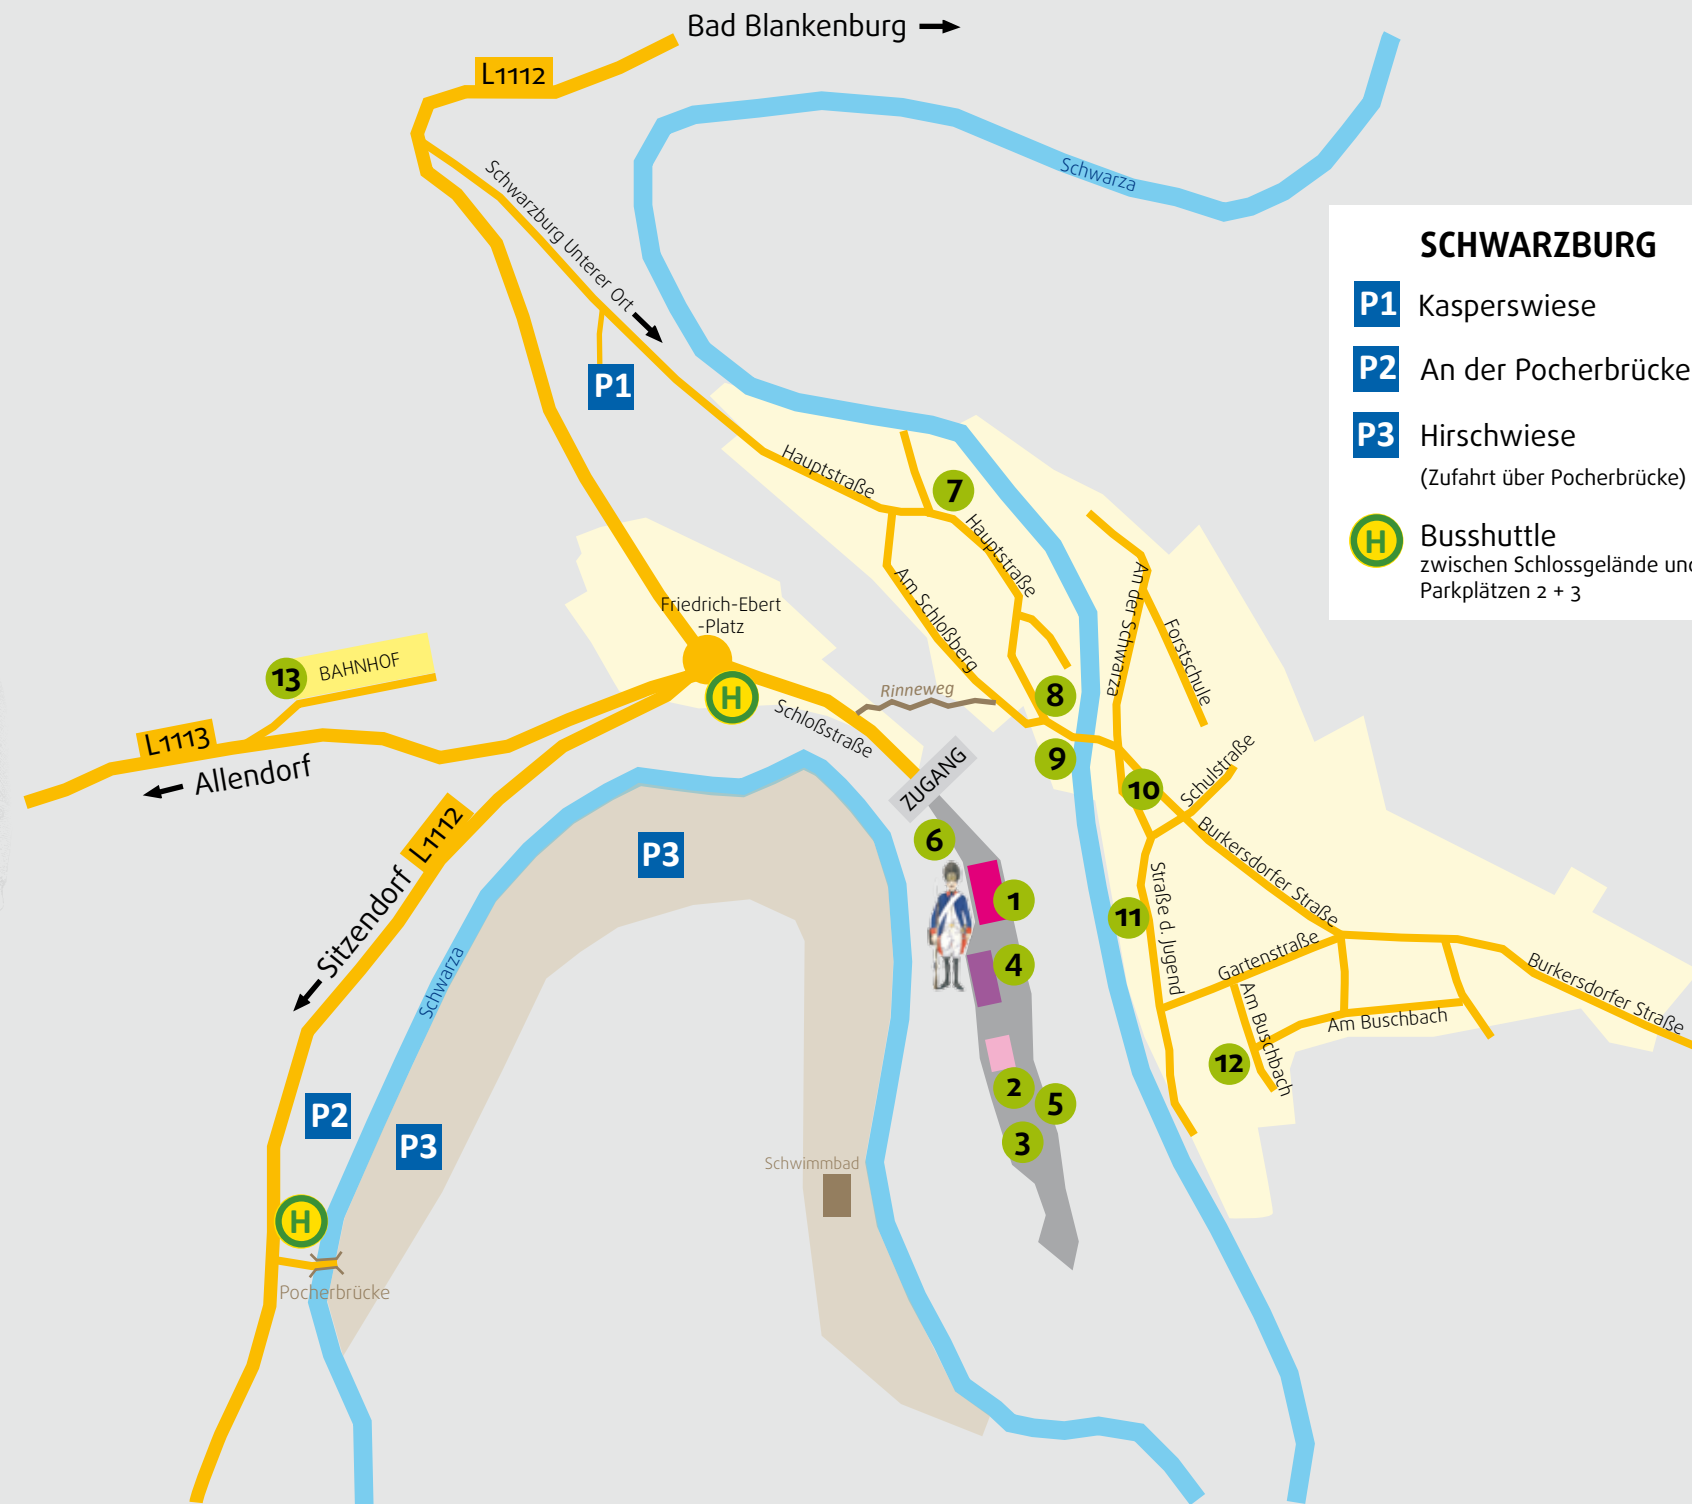 Bad Blankenburg
L1112
Schwarzburg Unterer Ort
Schwarza
SCHWARZBURG
P1 Kasperswiese
P2 An der Pocherbrücke
P3 Hirschwiese
(Zufahrt über Pocherbrücke)
H Busshuttle
zwischen Schlossgelände und
Parkplätzen 2 + 3
P1
Hauptstraße
7
Hauptstraße
Am Schloßberg
An der Schwarza
Forstschule
Friedrich-Ebert
-Platz
H
13 BAHNHOF
L1113
Allendorf
Rinneweg
Schloßstraße
8
9
ZUGANG
10
Schulstraße
Burkersdorfer Straße
L1112
Sitzendorf
P3
6
1
4
11
Straße d. Jugend
Gartenstraße
Burkersdorfer Straße
Schwarza
Am Buschbach
Am Buschbach
12
2
5
3
P2
P3
Schwimmbad
H
Pocherbrücke